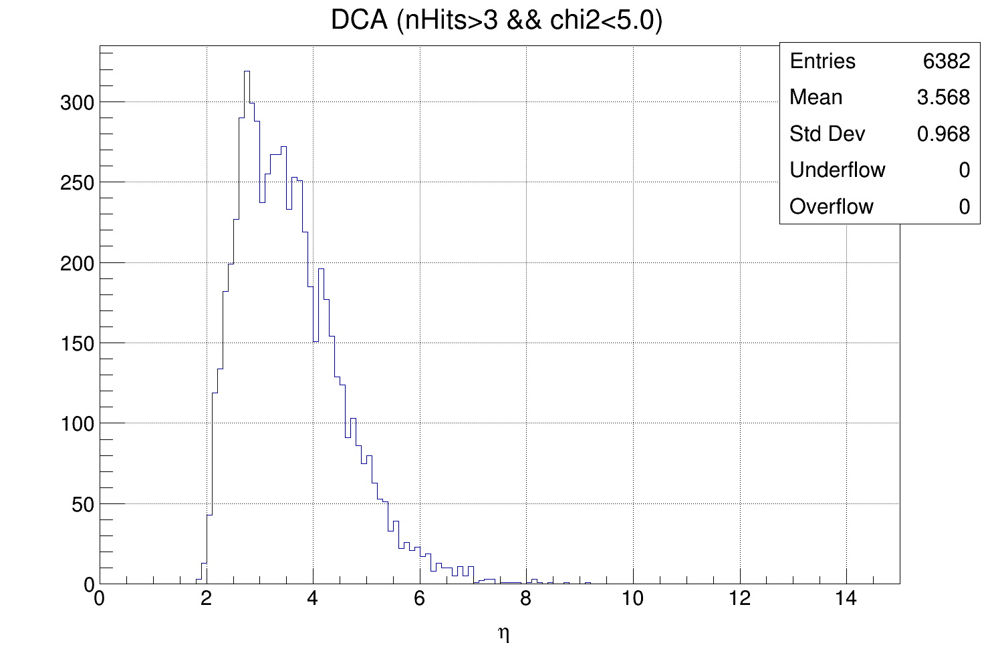 DCA (nHits>3 && chi2<5.0)
Entries 6382
Mean 3.568
Std Dev 0.968
Underflow 0
Overflow 0
300
250
200
150
100
50
0
0 2 4 6 8 10 12 14
η